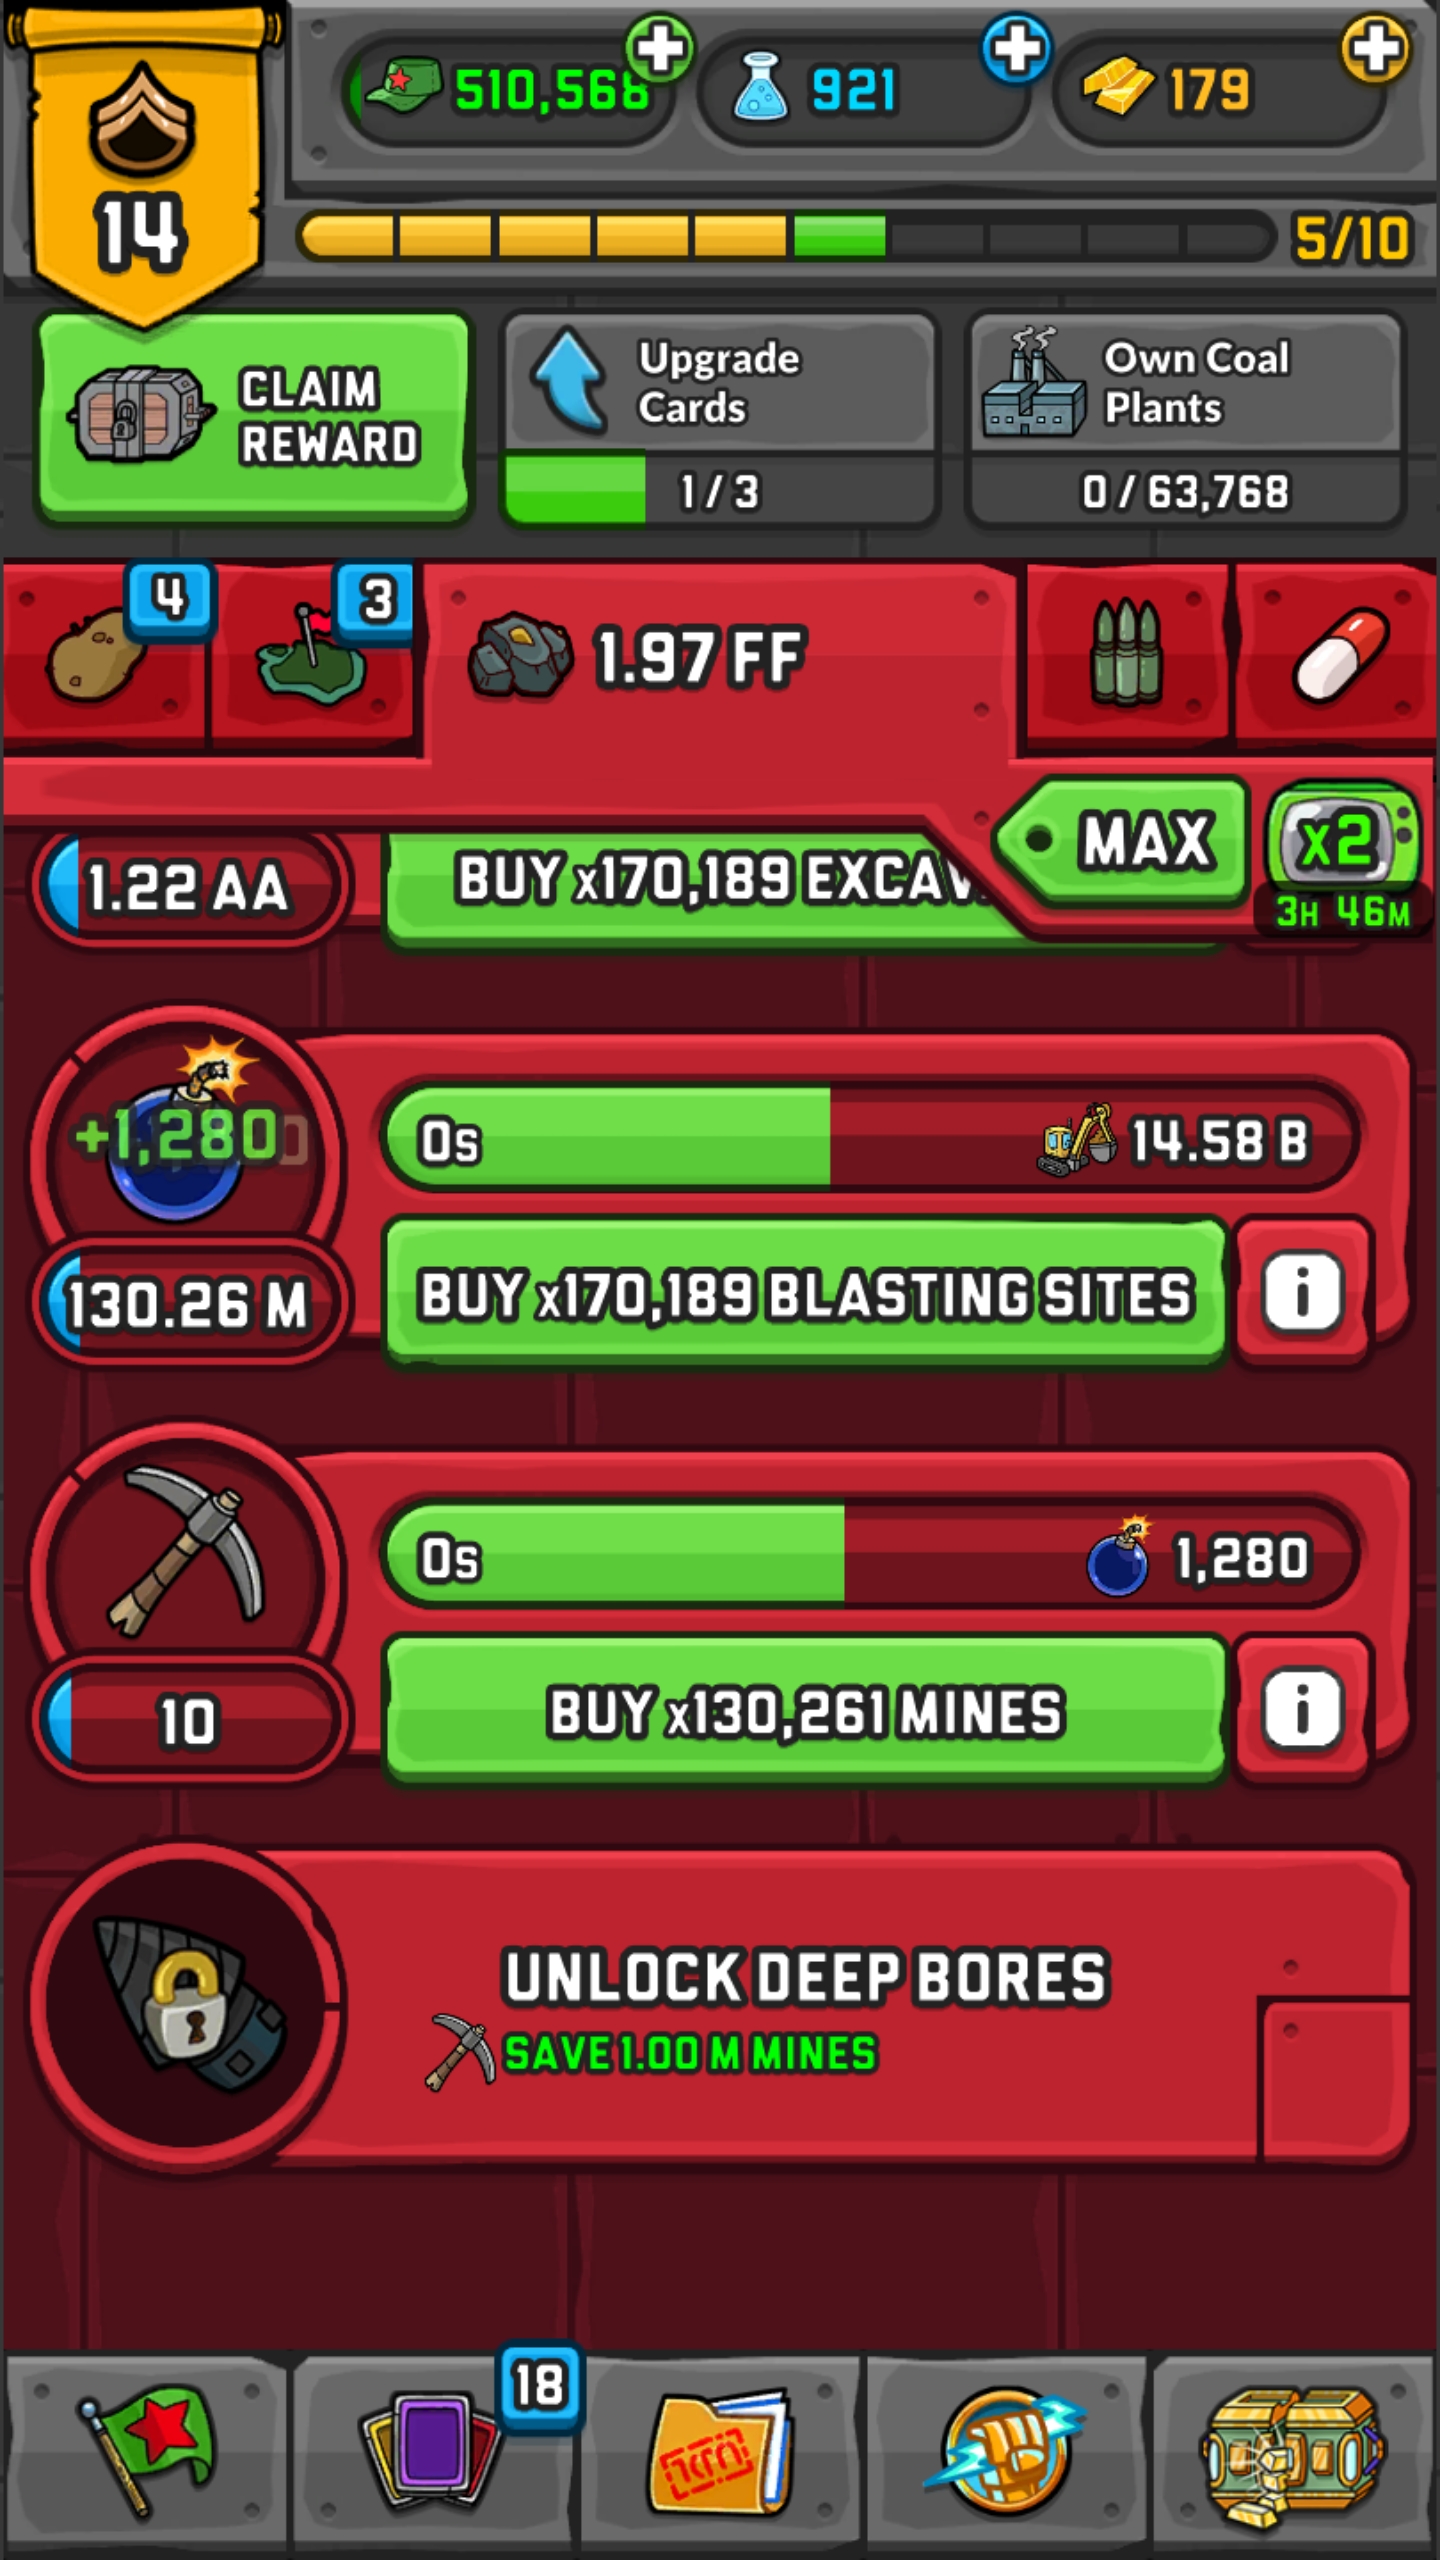 510,568
921
179
14
5/10
CLAIM
REWARD
Upgrade
Cards
1/3
Own Coal
Plants
0/63,768
4
3
1.97 FF
MAX
x2
3H 46M
1.22 AA
BUY x170,189 EXCAV
+1,280
0s
14.58 B
130.26 M
BUY x170,189 BLASTING SITES
i
0s
1,280
10
BUY x130,261 MINES
i
UNLOCK DEEP BORES
SAVE 1.00 M MINES
18